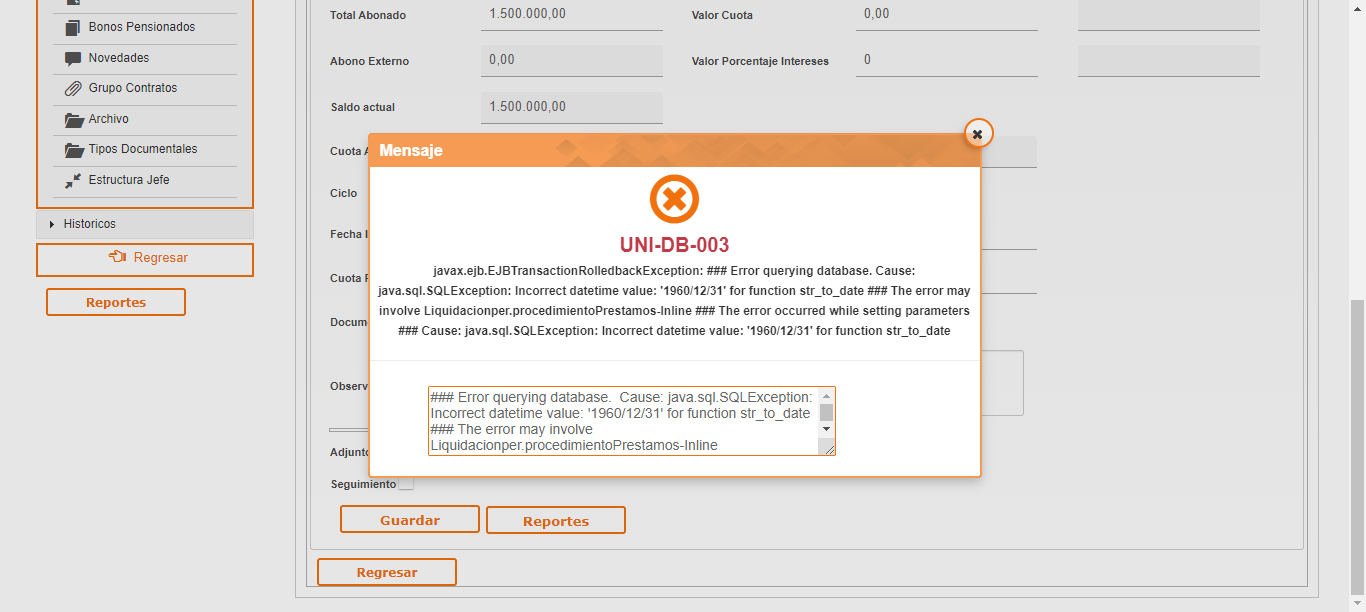 Total Abonado 1.500.000,00 Valor Cuota 0,00
Bonos Pensionados
Novedades
Abono Externo 0,00 Valor Porcentaje Intereses 0
Grupo Contratos
Saldo actual 1.500.000,00
Archivo
Tipos Documentales
Estructura Jefe
Historicos
Regresar
Reportes
Cuota
Ciclo
Fecha
Cuota
Mensaje
UNI-DB-003
javax.ejb.EJBTransactionRolledbackException: ### Error querying database. Cause:
java.sql.SQLException: Incorrect datetime value: '1960/12/31' for function str_to_date ### The error may
involve Liquidacionper.procedimientoPrestamos-Inline ### The error occurred while setting parameters
### Cause: java.sql.SQLException: Incorrect datetime value: '1960/12/31' for function str_to_date
### Error querying database.  Cause: java.sql.SQLException:
Incorrect datetime value: '1960/12/31' for function str_to_date
### The error may involve
Liquidacionper.procedimientoPrestamos-Inline
Seguimiento
Guardar Reportes
Regresar